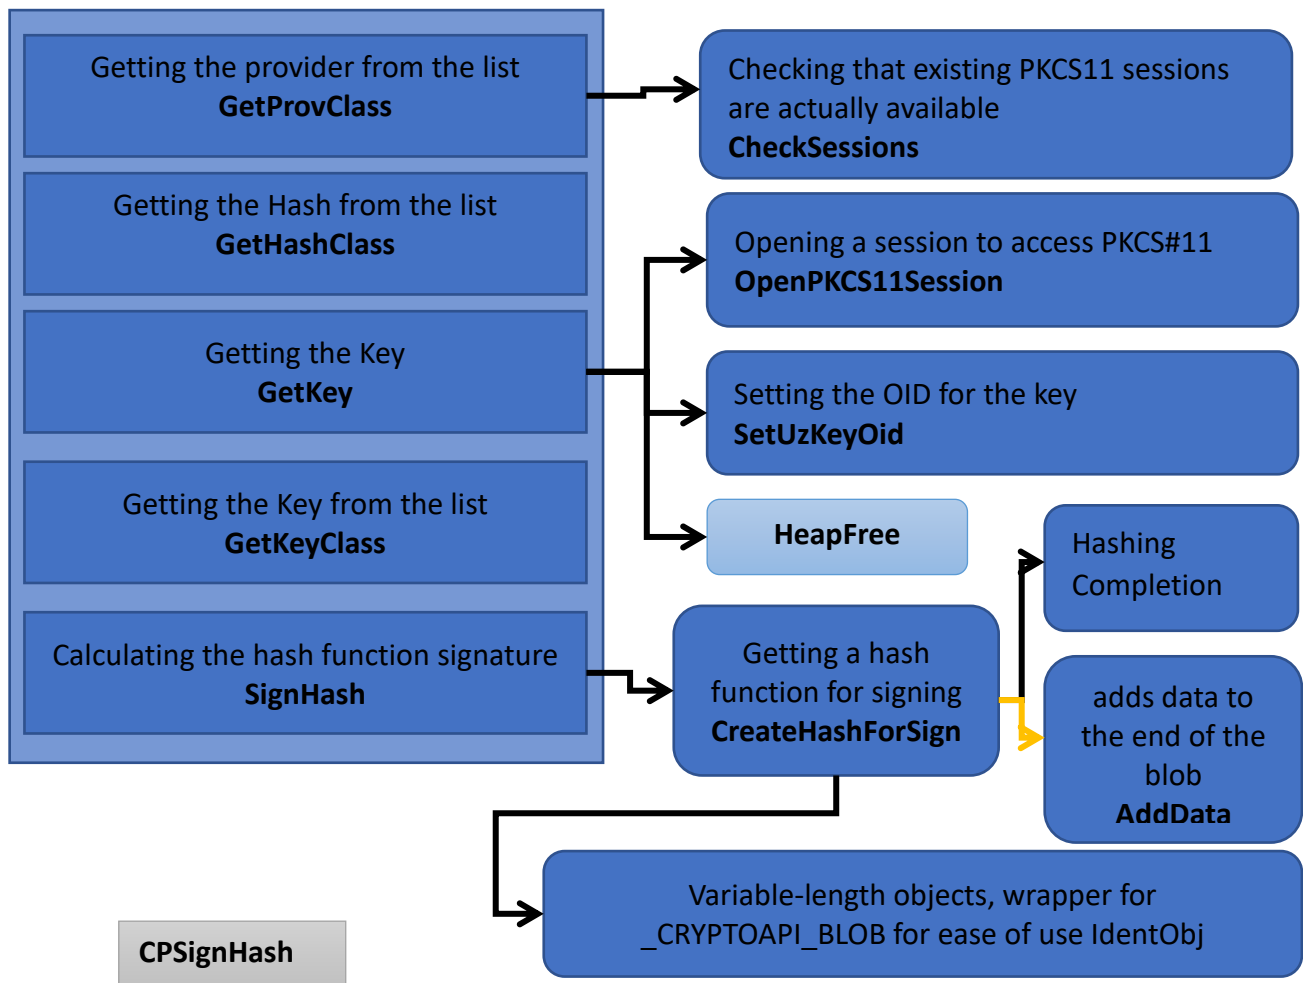 Getting the provider from the list
GetProvClass
Getting the Hash from the list
GetHashClass
Getting the Key
GetKey
Getting the Key from the list
GetKeyClass
Calculating the hash function signature
SignHash
Checking that existing PKCS11 sessions
are actually available
CheckSessions
Opening a session to access PKCS#11
OpenPKCS11Session
Setting the OID for the key
SetUzKeyOid
HeapFree
Hashing
Completion
Getting a hash
function for signing
CreateHashForSign
adds data to
the end of the
blob
AddData
Variable-length objects, wrapper for
_CRYPTOAPI_BLOB for ease of use IdentObj
CPSignHash